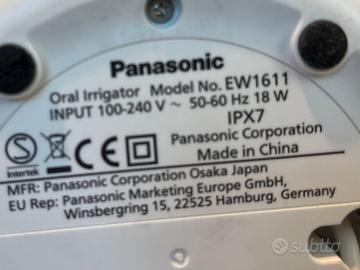 Panasonic
Oral Irrigator Model No. EW1611
INPUT 100-240 V ~ 50-60 Hz 18 W
IPX7
Panasonic Corporation
Made in China
S
Intertek
CE
MFR: Panasonic Corporation Osaka Japan
EU Rep: Panasonic Marketing Europe GmbH,
Winsbergring 15, 22525 Hamburg, Germany
subito